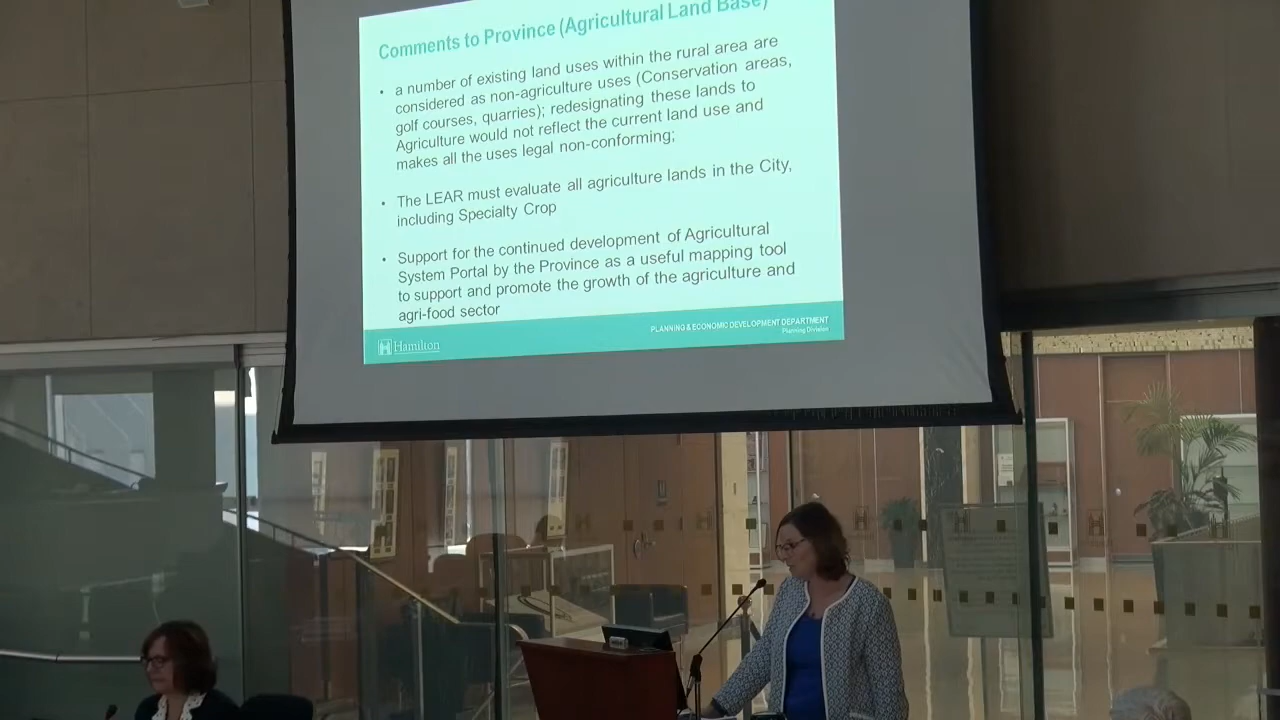 Comments to Province (Agricultural Land Base)
• a number of existing land uses within the rural area are
considered as non-agriculture uses (Conservation areas,
golf courses, quarries); redesignating these lands to
Agriculture would not reflect the current land use and
makes all the uses legal non-conforming;
• The LEAR must evaluate all agriculture lands in the City,
including Specialty Crop
• Support for the continued development of Agricultural
System Portal by the Province as a useful mapping tool
to support and promote the growth of the agriculture and
agri-food sector
Hamilton
PLANNING & ECONOMIC DEVELOPMENT DEPARTMENT
Planning Division